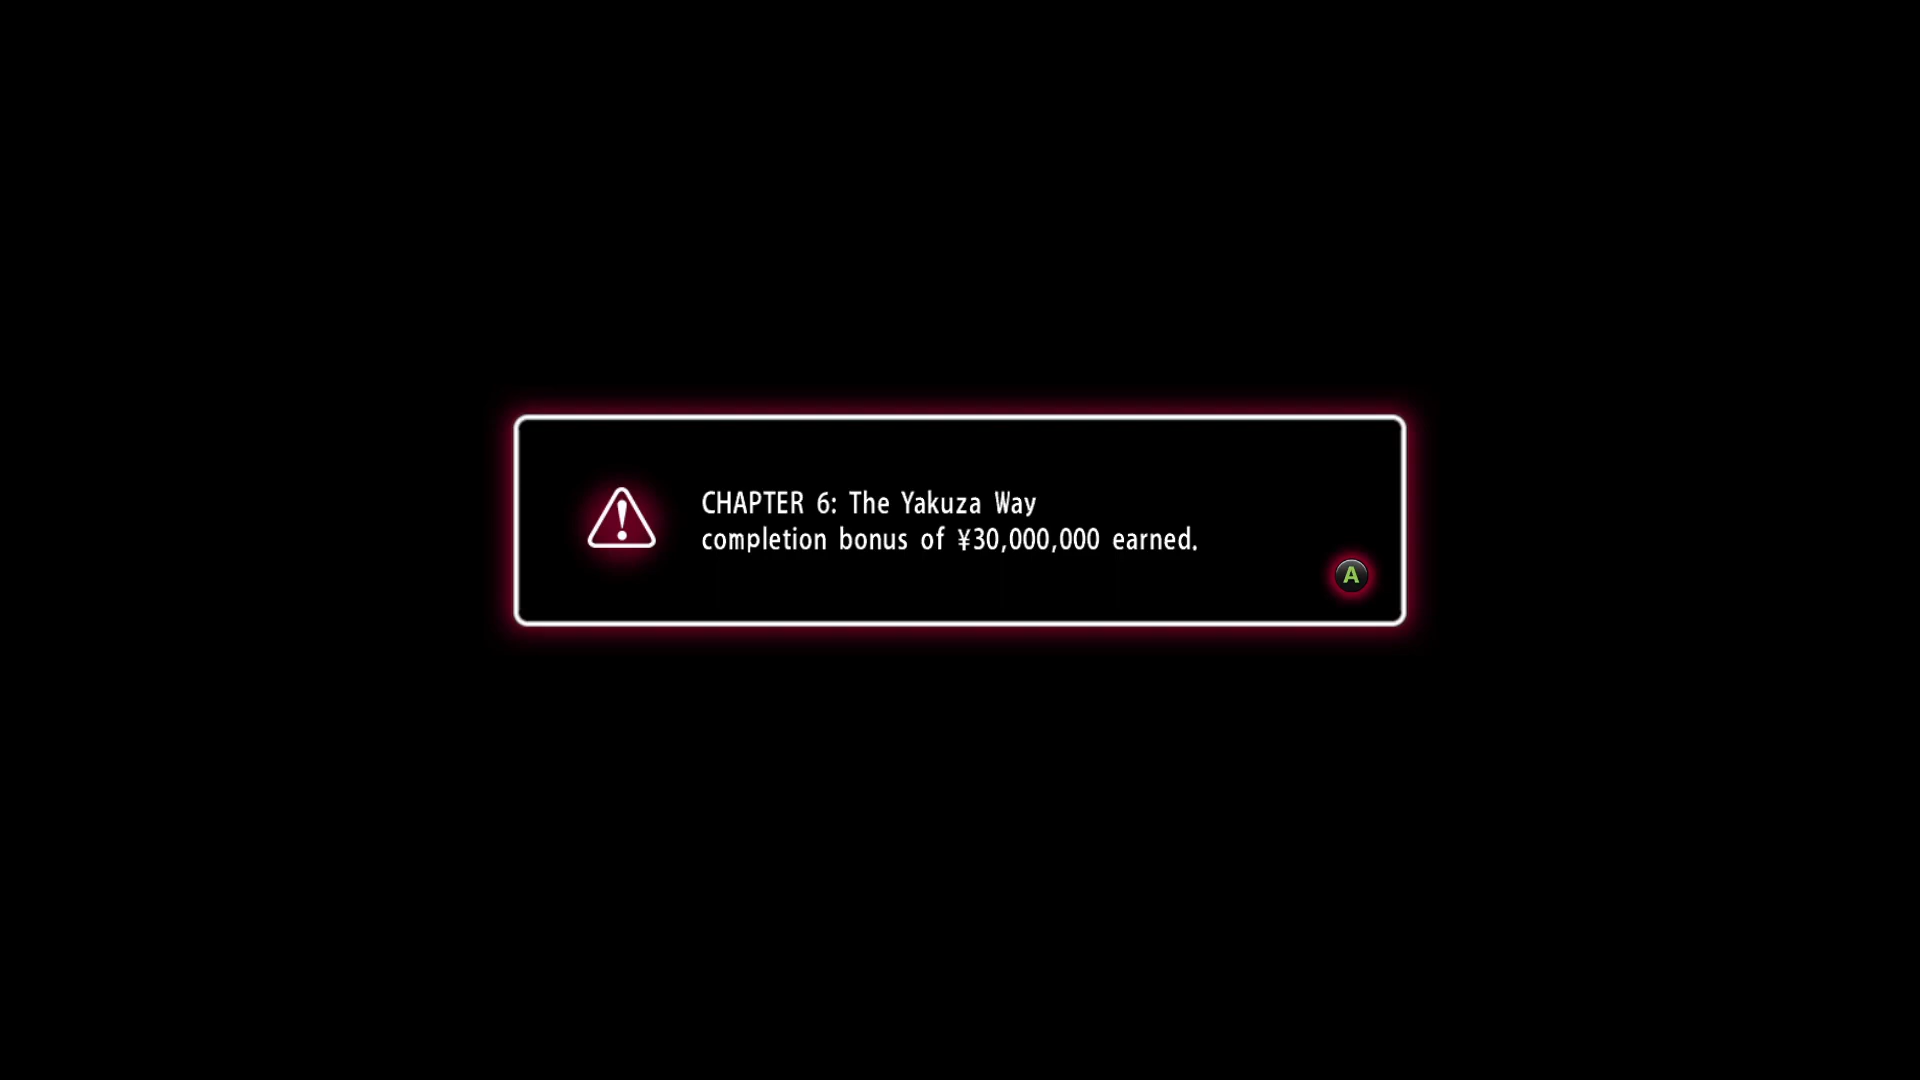 CHAPTER 6: The Yakuza Way
completion bonus of ¥30,000,000 earned.
A